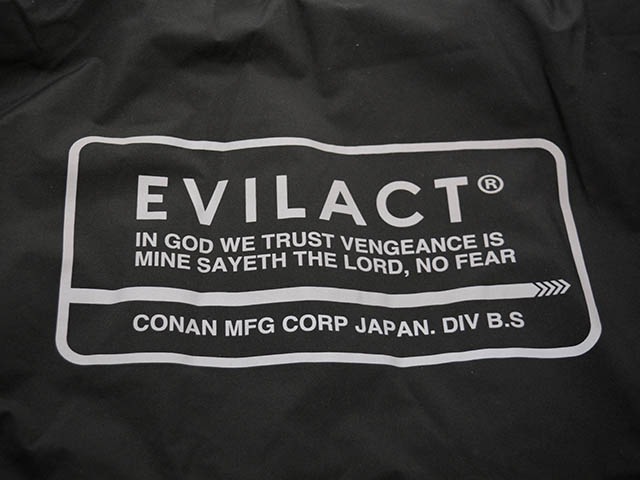 EVILACT®
IN GOD WE TRUST VENGEANCE IS
MINE SAYETH THE LORD, NO FEAR
CONAN MFG CORP JAPAN. DIV B.S